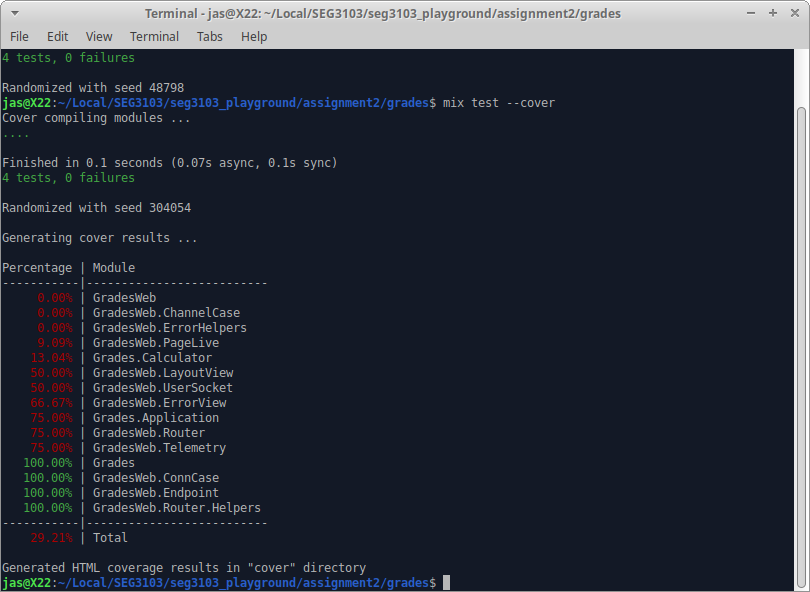 Terminal - jas@X22: ~/Local/SEG3103/seg3103_playground/assignment2/grades
File Edit View Terminal Tabs Help
4 tests, 0 failures
Randomized with seed 48798
jas@X22:~/Local/SEG3103/seg3103_playground/assignment2/grades$ mix test --cover
Cover compiling modules ...
....
Finished in 0.1 seconds (0.07s async, 0.1s sync)
4 tests, 0 failures
Randomized with seed 304054
Generating cover results ...
Percentage | Module
-----------|--------------------------
0.00% | GradesWeb
0.00% | GradesWeb.ChannelCase
0.00% | GradesWeb.ErrorHelpers
9.09% | GradesWeb.PageLive
13.04% | Grades.Calculator
50.00% | GradesWeb.LayoutView
50.00% | GradesWeb.UserSocket
66.67% | GradesWeb.ErrorView
75.00% | Grades.Application
75.00% | GradesWeb.Router
75.00% | GradesWeb.Telemetry
100.00% | Grades
100.00% | GradesWeb.ConnCase
100.00% | GradesWeb.Endpoint
100.00% | GradesWeb.Router.Helpers
-----------|--------------------------
29.21% | Total
Generated HTML coverage results in "cover" directory
jas@X22:~/Local/SEG3103/seg3103_playground/assignment2/grades$